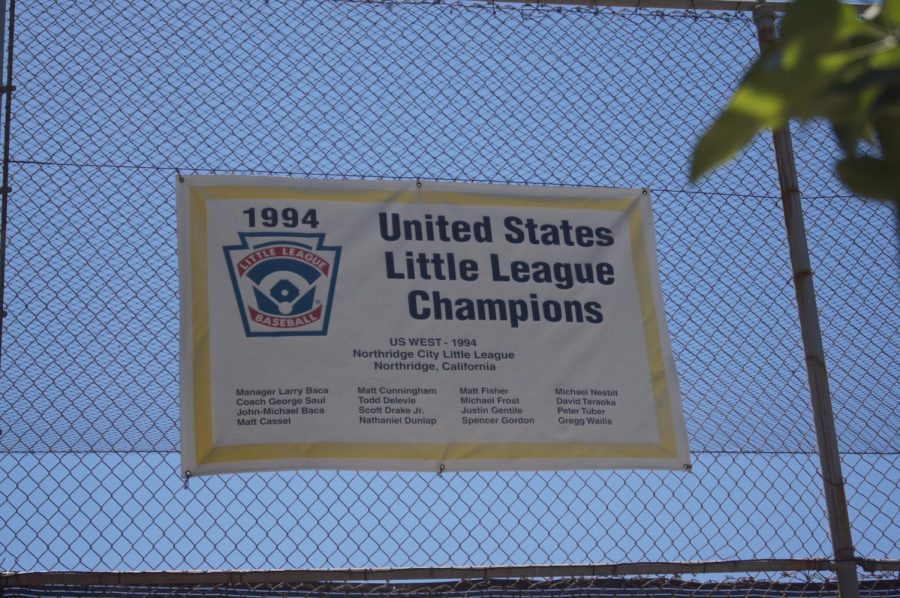 1994
LITTLE LEAGUE
BASEBALL
®
United States
Little League
Champions
US WEST - 1994
Northridge City Little League
Northridge, California
Manager Larry Baca
Coach George Saul
John-Michael Baca
Matt Cassel
Matt Cunningham
Todd Delevie
Scott Drake Jr.
Nathaniel Dunlap
Matt Fisher
Michael Frost
Justin Gentile
Spencer Gordon
Michael Nesbit
David Teraoka
Peter Tuber
Gregg Wailis